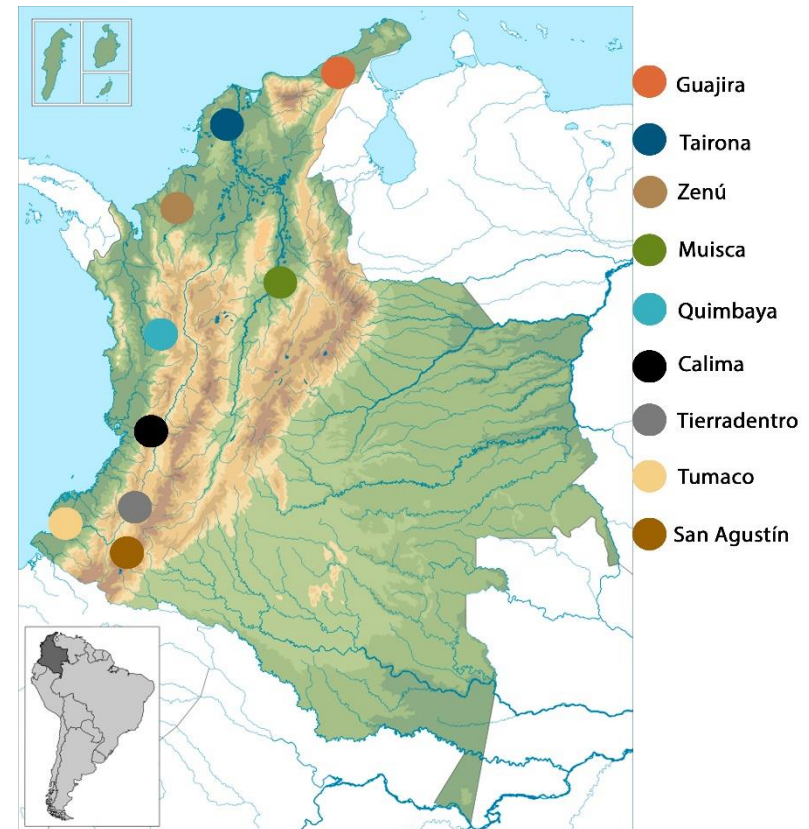 Guajira
Tairona
Zenú
Muisca
Quimbaya
Calima
Tierradentro
Tumaco
San Agustín